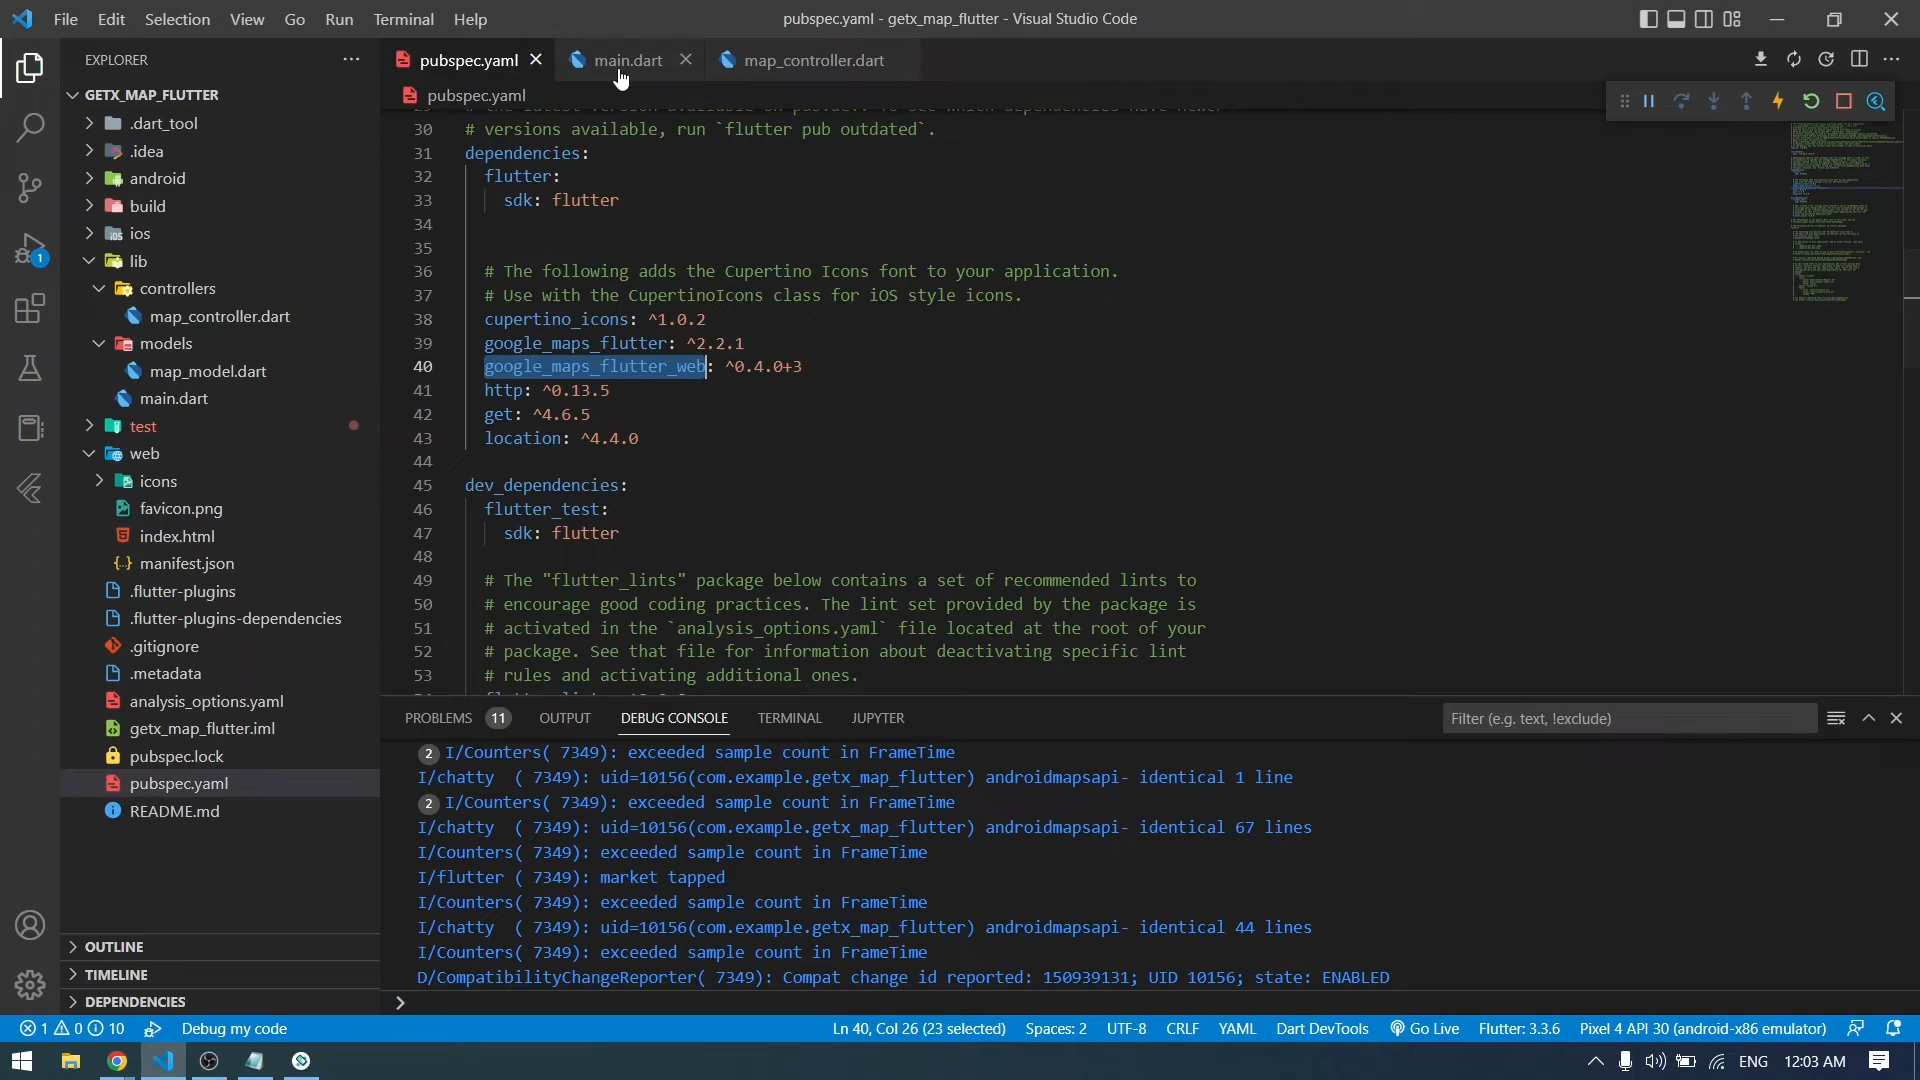 File Edit Selection View Go Run Terminal Help
pubspec.yaml - getx_map_flutter - Visual Studio Code
EXPLORER
GETX_MAP_FLUTTER
.dart_tool
.idea
android
build
ios
lib
controllers
map_controller.dart
models
map_model.dart
main.dart
test
web
icons
favicon.png
index.html
manifest.json
.flutter-plugins
.flutter-plugins-dependencies
.gitignore
.metadata
analysis_options.yaml
getx_map_flutter.iml
pubspec.lock
pubspec.yaml
README.md
OUTLINE
TIMELINE
DEPENDENCIES
1
pubspec.yaml main.dart map_controller.dart
pubspec.yaml
30 # versions available, run `flutter pub outdated`.
31 dependencies:
32 flutter:
33 sdk: flutter
34
35
36 # The following adds the Cupertino Icons font to your application.
37 # Use with the CupertinoIcons class for iOS style icons.
38 cupertino_icons: ^1.0.2
39 google_maps_flutter: ^2.2.1
40 google_maps_flutter_web: ^0.4.0+3
41 http: ^0.13.5
42 get: ^4.6.5
43 location: ^4.4.0
44
45 dev_dependencies:
46 flutter_test:
47 sdk: flutter
48
49 # The "flutter_lints" package below contains a set of recommended lints to
50 # encourage good coding practices. The lint set provided by the package is
51 # activated in the `analysis_options.yaml` file located at the root of your
52 # package. See that file for information about deactivating specific lint
53 # rules and activating additional ones.
PROBLEMS 11 OUTPUT DEBUG CONSOLE TERMINAL JUPYTER
Filter (e.g. text, !exclude)
2 I/Counters( 7349): exceeded sample count in FrameTime
I/chatty ( 7349): uid=10156(com.example.getx_map_flutter) androidmapsapi- identical 1 line
2 I/Counters( 7349): exceeded sample count in FrameTime
I/chatty ( 7349): uid=10156(com.example.getx_map_flutter) androidmapsapi- identical 67 lines
I/Counters( 7349): exceeded sample count in FrameTime
I/flutter ( 7349): market tapped
I/Counters( 7349): exceeded sample count in FrameTime
I/chatty ( 7349): uid=10156(com.example.getx_map_flutter) androidmapsapi- identical 44 lines
I/Counters( 7349): exceeded sample count in FrameTime
D/CompatibilityChangeReporter( 7349): Compat change id reported: 150939131; UID 10156; state: ENABLED
1 0 10 Debug my code Ln 40, Col 26 (23 selected) Spaces: 2 UTF-8 CRLF YAML Dart DevTools Go Live Flutter: 3.3.6 Pixel 4 API 30 (android-x86 emulator)
ENG 12:03 AM